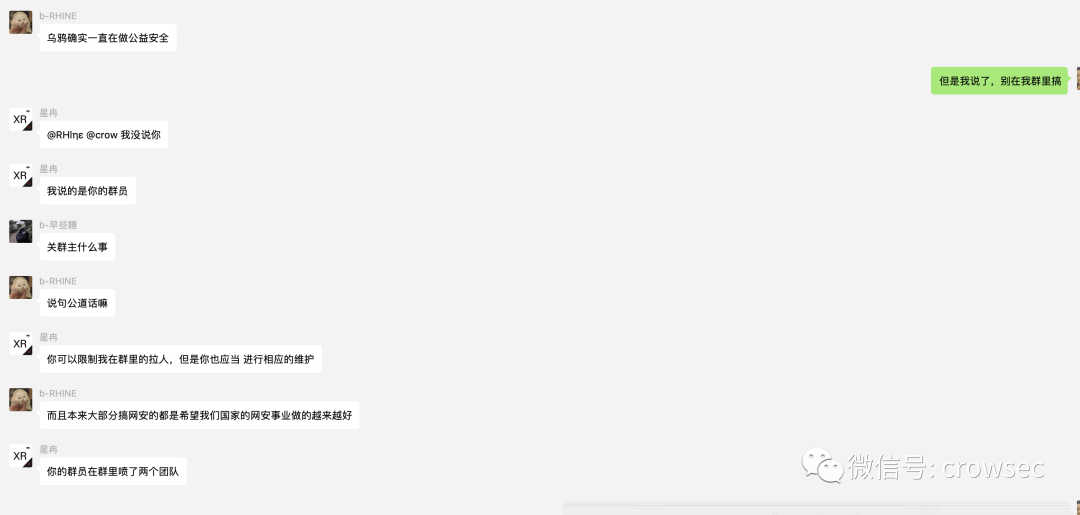 b-RHINE
乌鸦确实一直在做公益安全
但是我说了，别在我群里搞
星冉
XR
@RHIηε @crow 我没说你
星冉
XR
我说的是你的群员
b-早些睡
关群主什么事
b-RHINE
说句公道话嘛
星冉
XR
你可以限制我在群里的拉人，但是你也应当 进行相应的维护
b-RHINE
而且本来大部分搞网安的都是希望我们国家的网安事业做的越来越好
星冉
XR
你的群员在群里喷了两个团队
微信号: crowsec